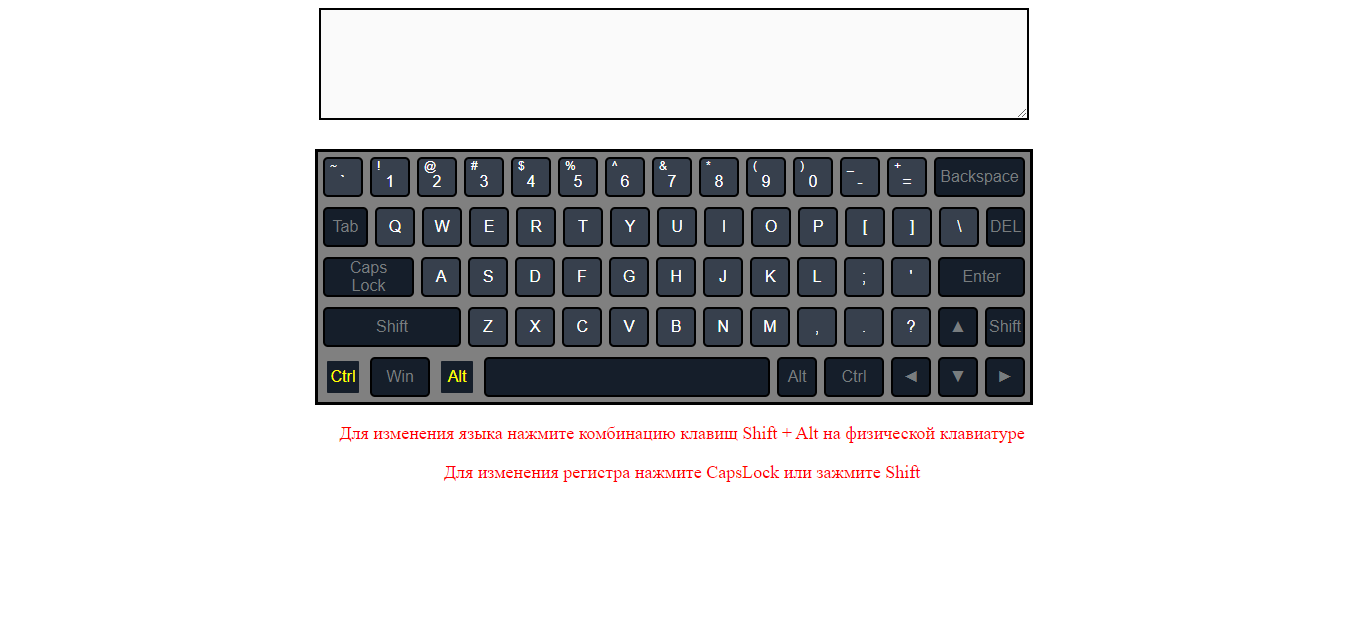 ~ ` ! 1 @ 2 # 3 $ 4 % 5 ^ 6 & 7 * 8 ( 9 ) 0 _ - + = Backspace
Tab Q W E R T Y U I O P [ ] \ DEL
Caps Lock A S D F G H J K L ; ' Enter
Shift Z X C V B N M , . ? ▲ Shift
Ctrl Win Alt Alt Ctrl ◄ ▼ ►
Для изменения языка нажмите комбинацию клавищ Shift + Alt на физической клавиатуре
Для изменения регистра нажмите CapsLock или зажмите Shift